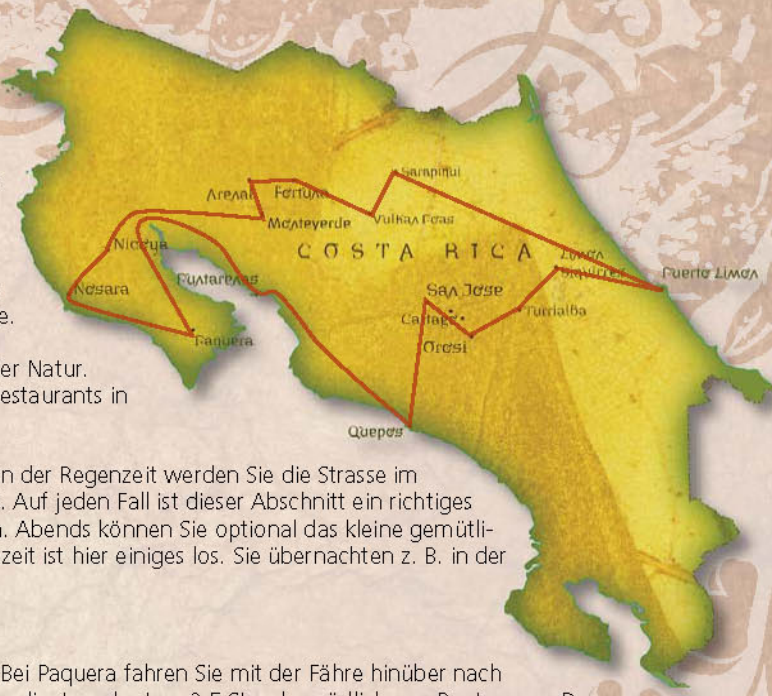 Sarapiqui
Arenal
Fortuna
Vulkan Poas
Monteverde
COSTA RICA
Nicoya
Limon
Siquirres
Puerto Limon
Puntarenas
San Jose
Nosara
Cartago
Turrialba
e.
Paquera
Orosi
er Natur.
estaurants in
Quepos
n der Regenzeit werden Sie die Strasse im
. Auf jeden Fall ist dieser Abschnitt ein richtiges
. Abends können Sie optional das kleine gemütli-
zeit ist hier einiges los. Sie übernachten z. B. in der
Bei Paquera fahren Sie mit der Fähre hinüber nach